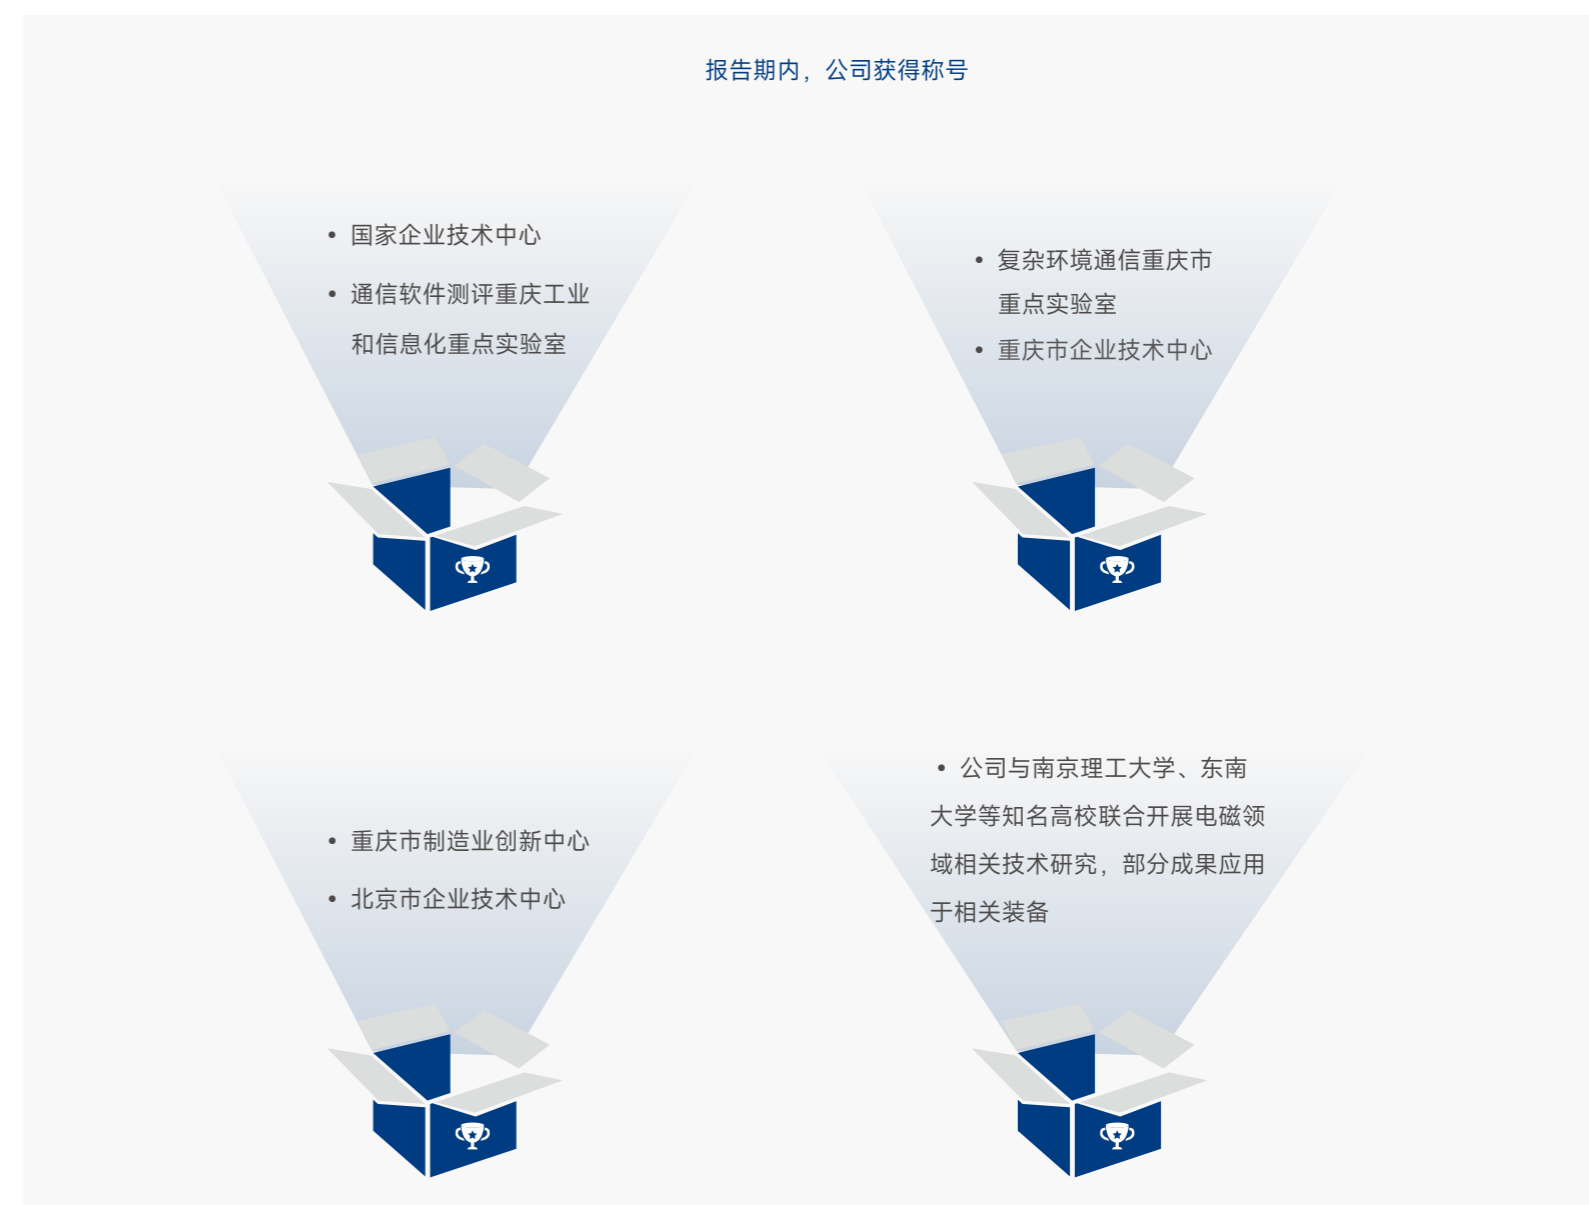 报告期内，公司获得称号
• 国家企业技术中心
• 通信软件测评重庆工业
和信息化重点实验室
• 复杂环境通信重庆市
重点实验室
• 重庆市企业技术中心
• 重庆市制造业创新中心
• 北京市企业技术中心
• 公司与南京理工大学、东南
大学等知名高校联合开展电磁领
域相关技术研究，部分成果应用
于相关装备